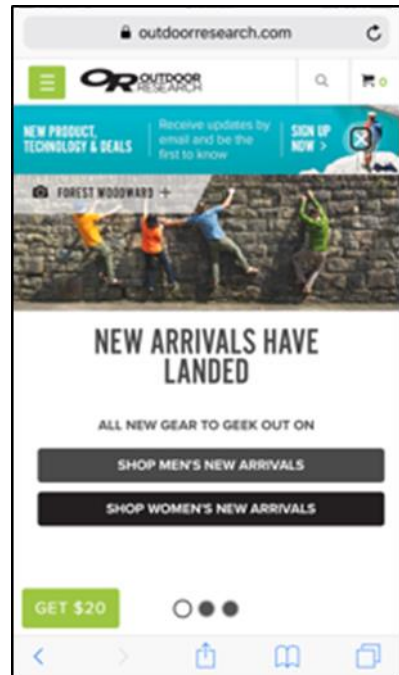 outdoorresearch.com
OR OUTDOOR
RESEARCH
0
NEW PRODUCT,
TECHNOLOGY & DEALS
Receive updates by
email and be the
first to know
SIGN UP
NOW >
FOREST WOODWARD +
NEW ARRIVALS HAVE
LANDED
ALL NEW GEAR TO GEEK OUT ON
SHOP MEN'S NEW ARRIVALS
SHOP WOMEN'S NEW ARRIVALS
GET $20